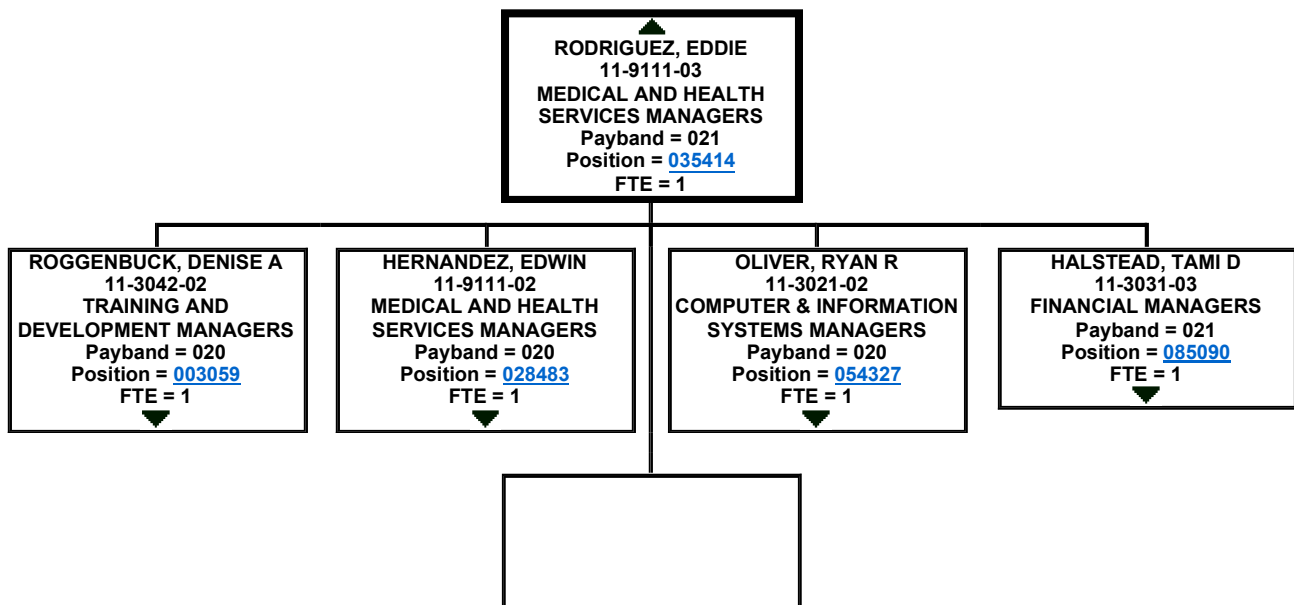 RODRIGUEZ, EDDIE
11-9111-03
MEDICAL AND HEALTH
SERVICES MANAGERS
Payband = 021
Position = 035414
FTE = 1
ROGGENBUCK, DENISE A
11-3042-02
TRAINING AND
DEVELOPMENT MANAGERS
Payband = 020
Position = 003059
FTE = 1
HERNANDEZ, EDWIN
11-9111-02
MEDICAL AND HEALTH
SERVICES MANAGERS
Payband = 020
Position = 028483
FTE = 1
OLIVER, RYAN R
11-3021-02
COMPUTER & INFORMATION
SYSTEMS MANAGERS
Payband = 020
Position = 054327
FTE = 1
HALSTEAD, TAMI D
11-3031-03
FINANCIAL MANAGERS
Payband = 021
Position = 085090
FTE = 1